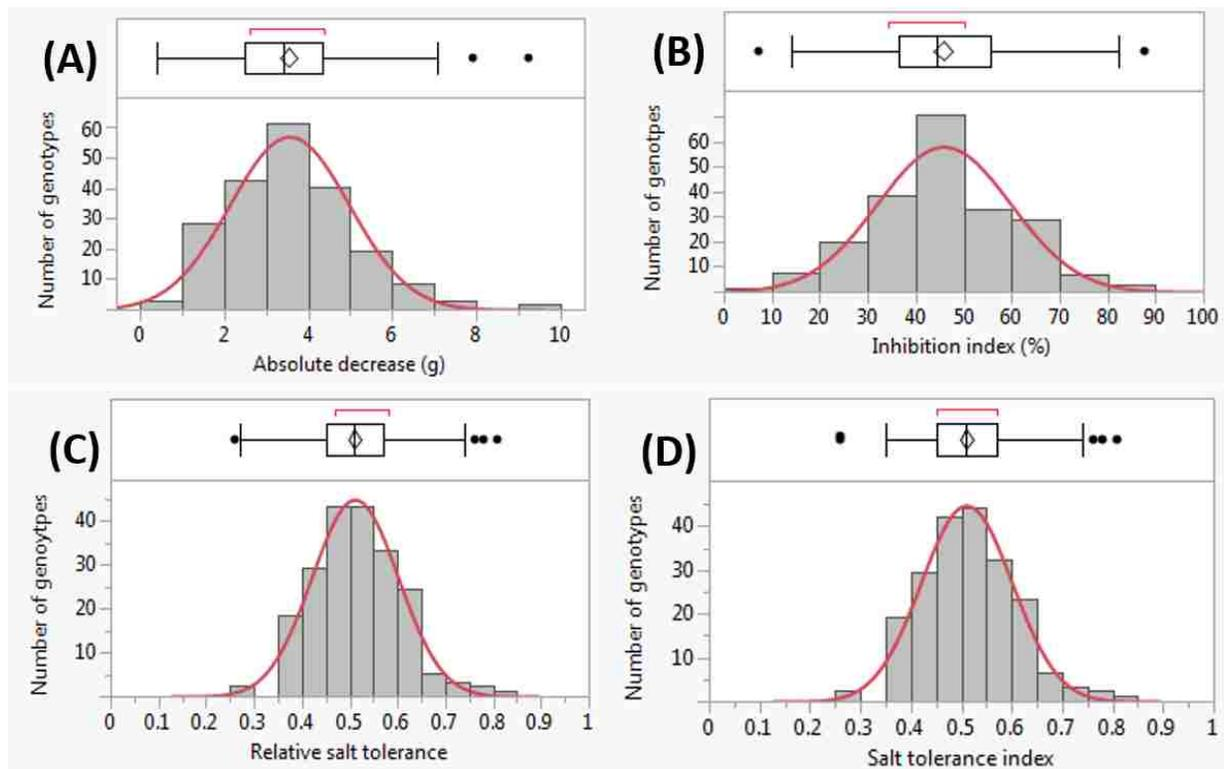 (A)
Number of genotypes
60
50
40
30
20
10
0 2 4 6 8 10
Absolute decrease (g)
(B)
Number of genotpes
60
50
40
30
20
10
0 10 20 30 40 50 60 70 80 90 100
Inhibition index (%)
(C)
Number of genoytpes
40
30
20
10
0 0.1 0.2 0.3 0.4 0.5 0.6 0.7 0.8 0.9 1
Relative salt tolerance
(D)
Number of genotypes
40
30
20
10
0 0.1 0.2 0.3 0.4 0.5 0.6 0.7 0.8 0.9 1
Salt tolerance index